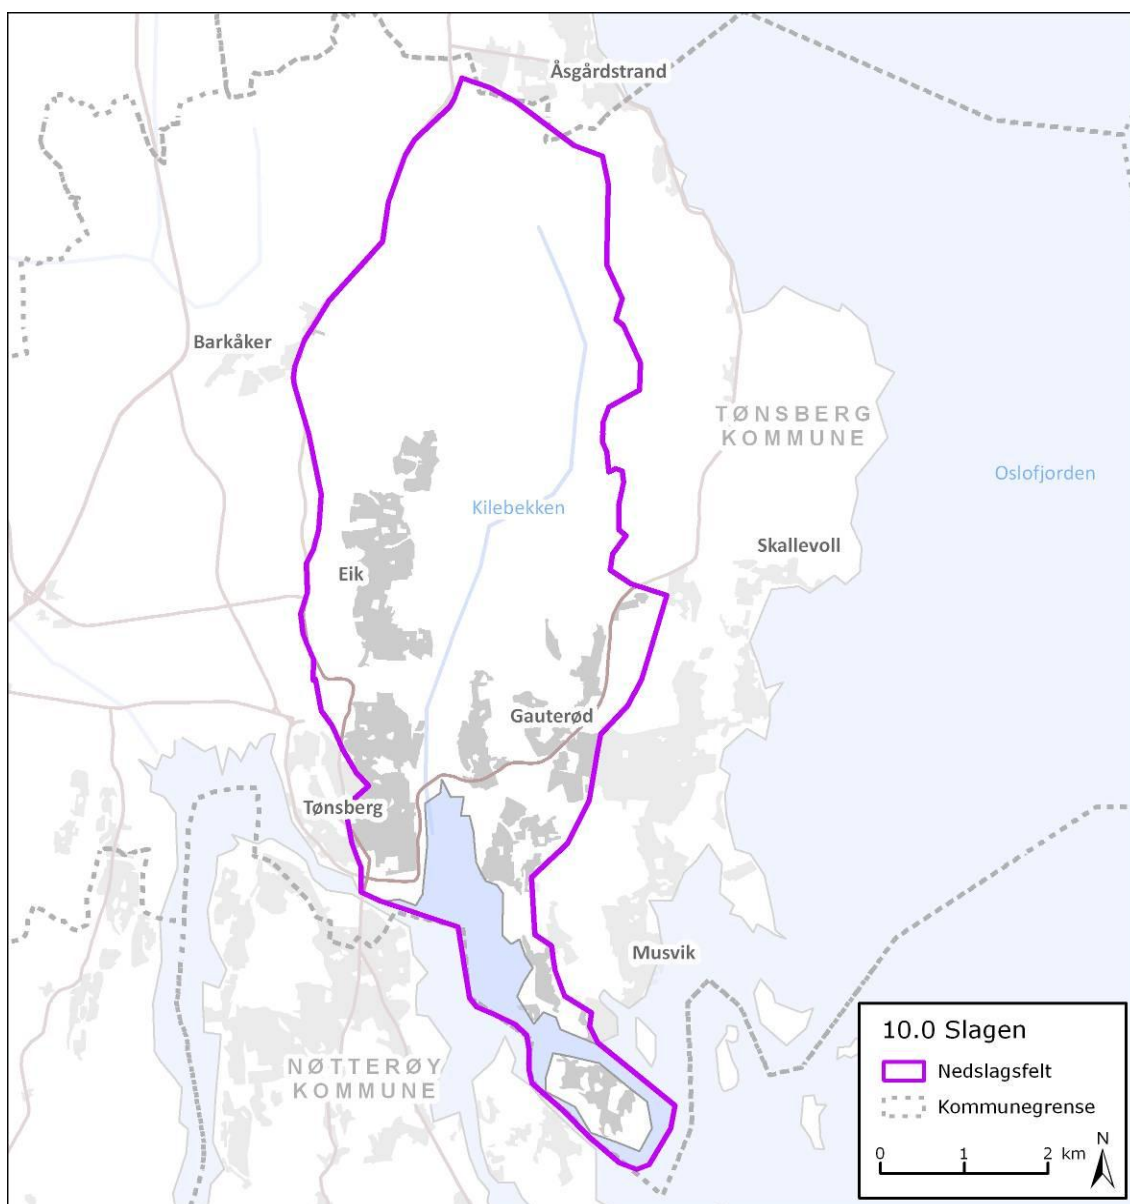 Åsgårdstrand
Barkåker
TØNSBERG
KOMMUNE
Oslofjorden
Kilebekken
Skallevoll
Eik
Gauterød
Tønsberg
Musvik
NØTTERØY
KOMMUNE
10.0 Slagen
Nedslagsfelt
Kommunegrense
0 1 2 km
N